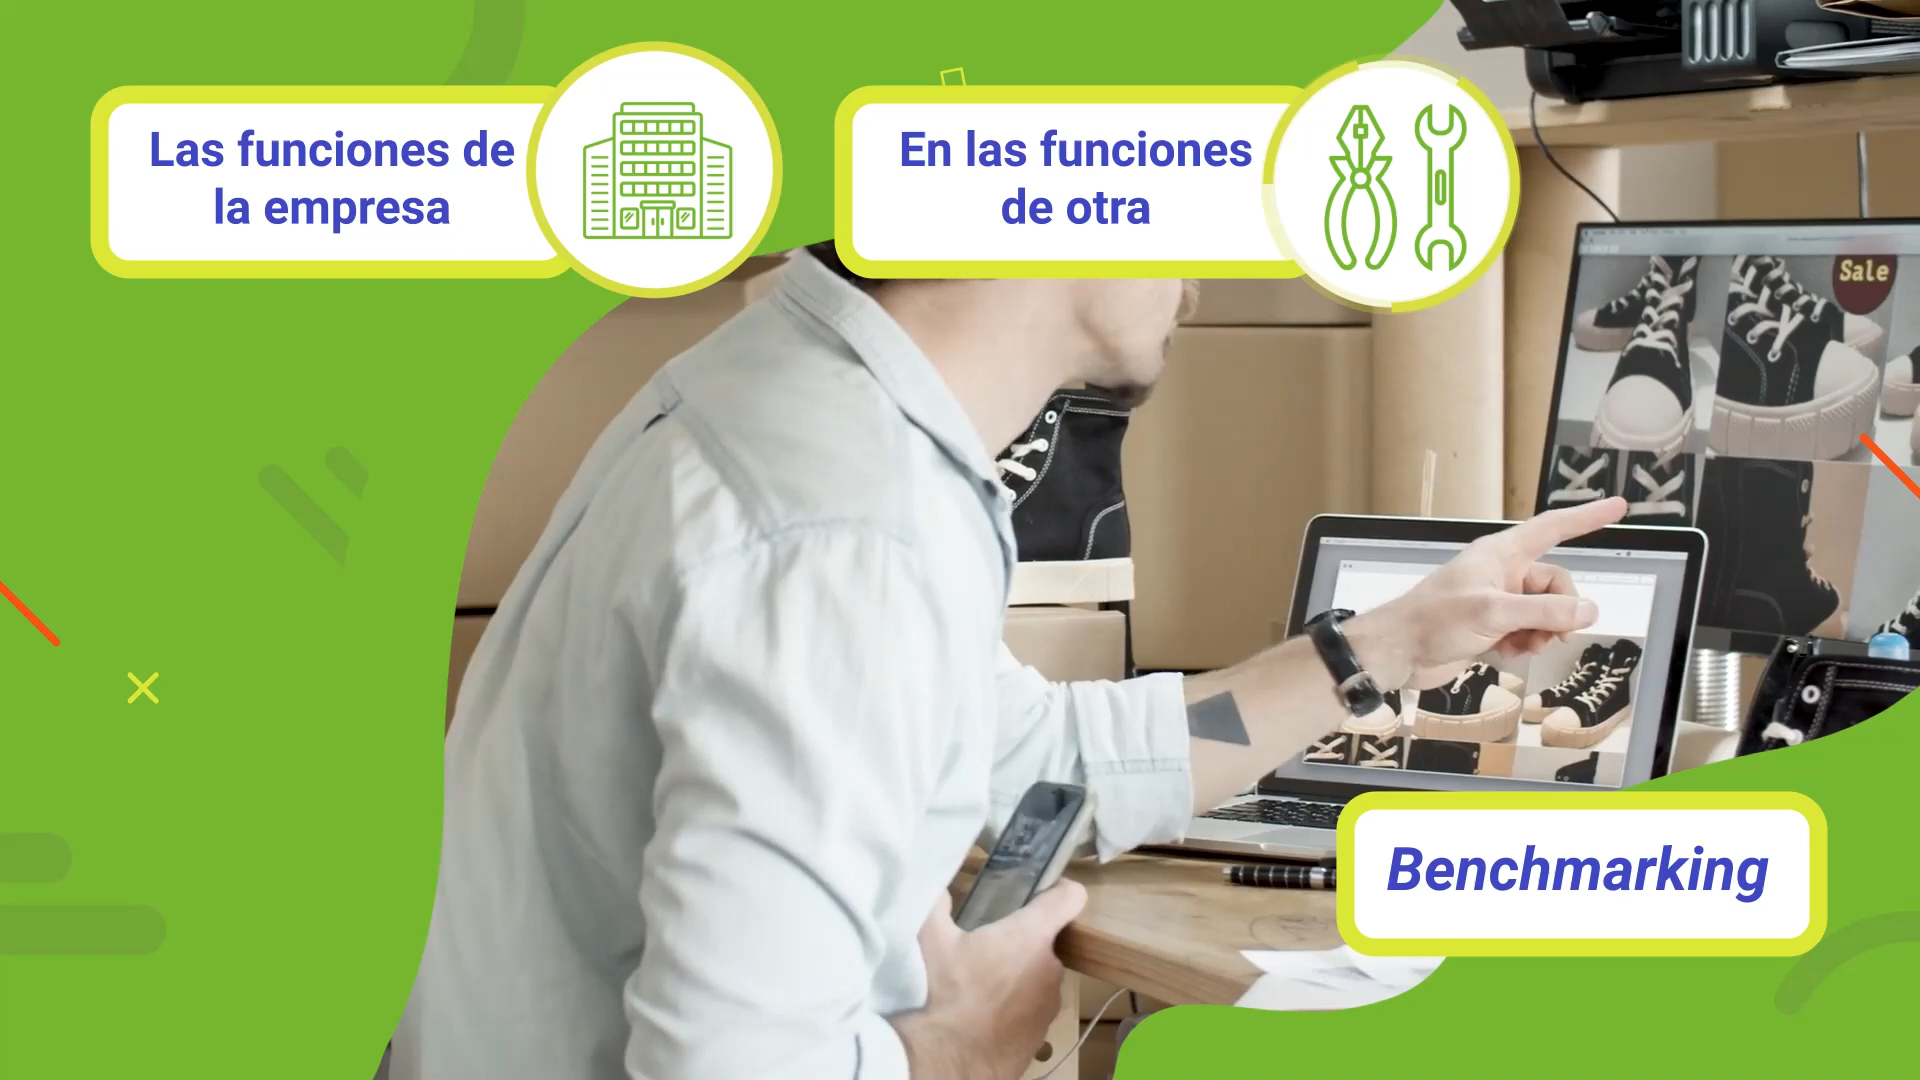 Las funciones de
la empresa
En las funciones
de otra
Sale
Benchmarking